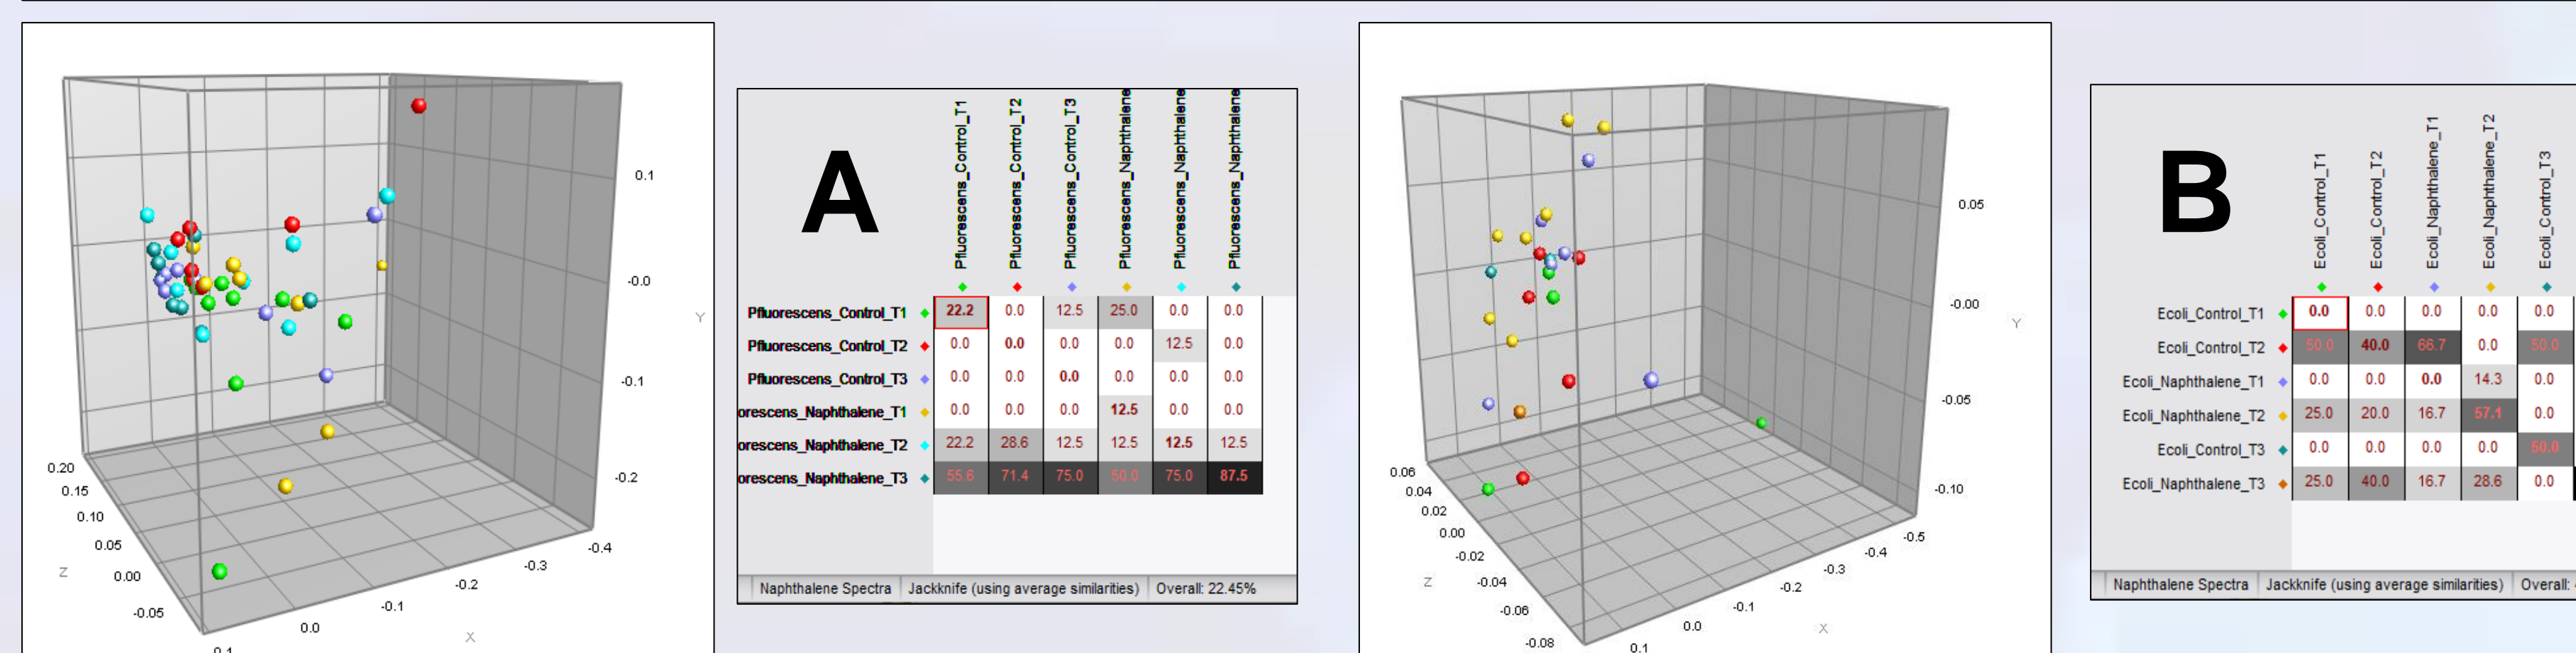 0.1
-0.0
Y
-0.1
-0.2
0.20
0.15
0.10
0.05
Z
0.00
-0.05
-0.4
-0.3
-0.2
-0.1
0.0
X
0.1
A
Pfluorescens_Control_T1
Pfluorescens_Control_T2
Pfluorescens_Control_T3
Pfluorescens_Naphthalene
Pfluorescens_Naphthalene
Pfluorescens_Naphthalene
Pfluorescens_Control_T1 22.2 0.0 12.5 25.0 0.0 0.0
Pfluorescens_Control_T2 0.0 0.0 0.0 0.0 12.5 0.0
Pfluorescens_Control_T3 0.0 0.0 0.0 0.0 0.0 0.0
orescens_Naphthalene_T1 0.0 0.0 0.0 12.5 0.0 0.0
orescens_Naphthalene_T2 22.2 28.6 12.5 12.5 12.5 12.5
orescens_Naphthalene_T3 55.6 71.4 75.0 50.0 75.0 87.5
Naphthalene Spectra Jackknife (using average similarities) Overall: 22.45%
0.05
-0.00
Y
-0.05
-0.10
0.06
0.04
0.02
0.00
-0.02
Z
-0.04
-0.06
-0.08
-0.5
-0.4
-0.3
-0.2
-0.1
0.0
X
0.1
B
Ecoli_Control_T1
Ecoli_Control_T2
Ecoli_Naphthalene_T1
Ecoli_Naphthalene_T2
Ecoli_Control_T3
Ecoli_Control_T1 0.0 0.0 0.0 0.0 0.0
Ecoli_Control_T2 50.0 40.0 66.7 0.0 50.0
Ecoli_Naphthalene_T1 0.0 0.0 0.0 14.3 0.0
Ecoli_Naphthalene_T2 25.0 20.0 16.7 57.1 0.0
Ecoli_Control_T3 0.0 0.0 0.0 0.0 50.0
Ecoli_Naphthalene_T3 25.0 40.0 16.7 28.6 0.0
Naphthalene Spectra Jackknife (using average similarities) Overall: